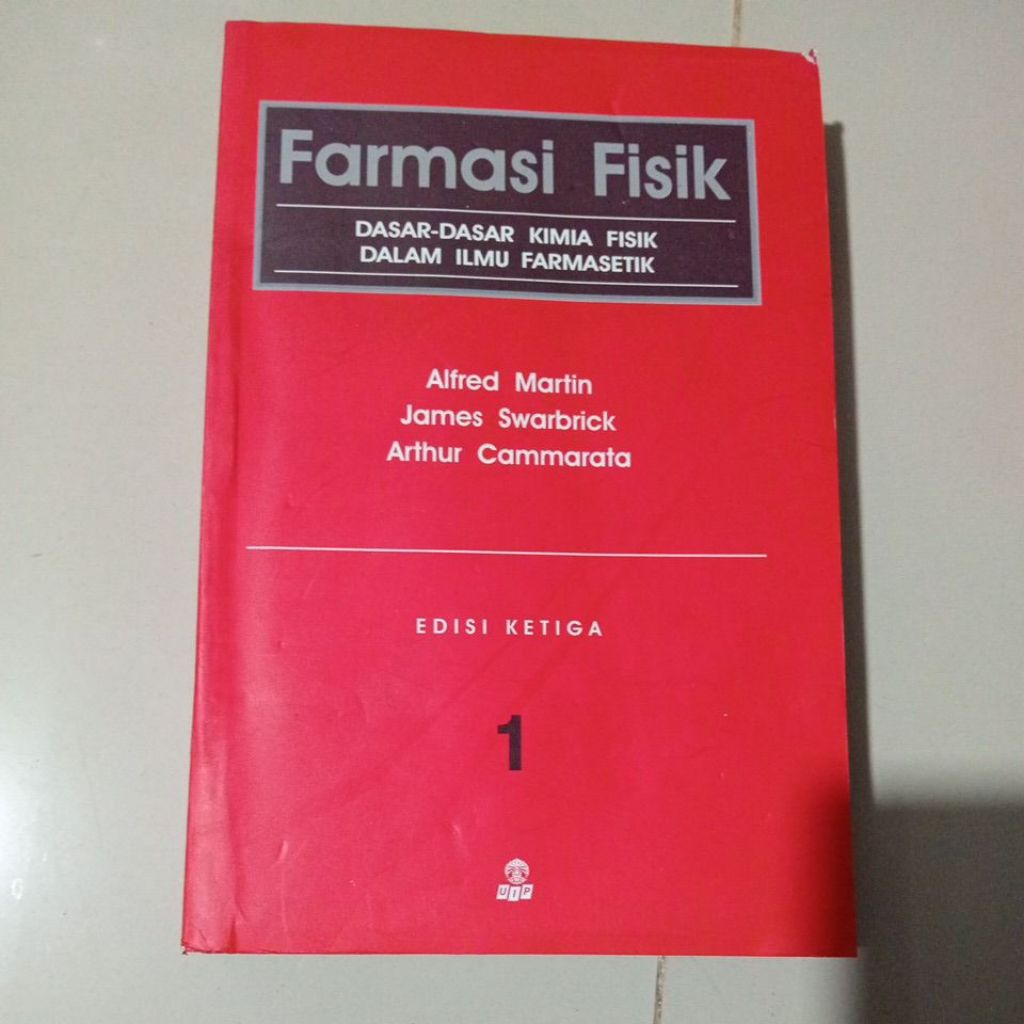 Farmasi Fisik
DASAR-DASAR KIMIA FISIK
DALAM ILMU FARMASETIK
Alfred Martin
James Swarbrick
Arthur Cammarata
EDISI KETIGA
1
UIP